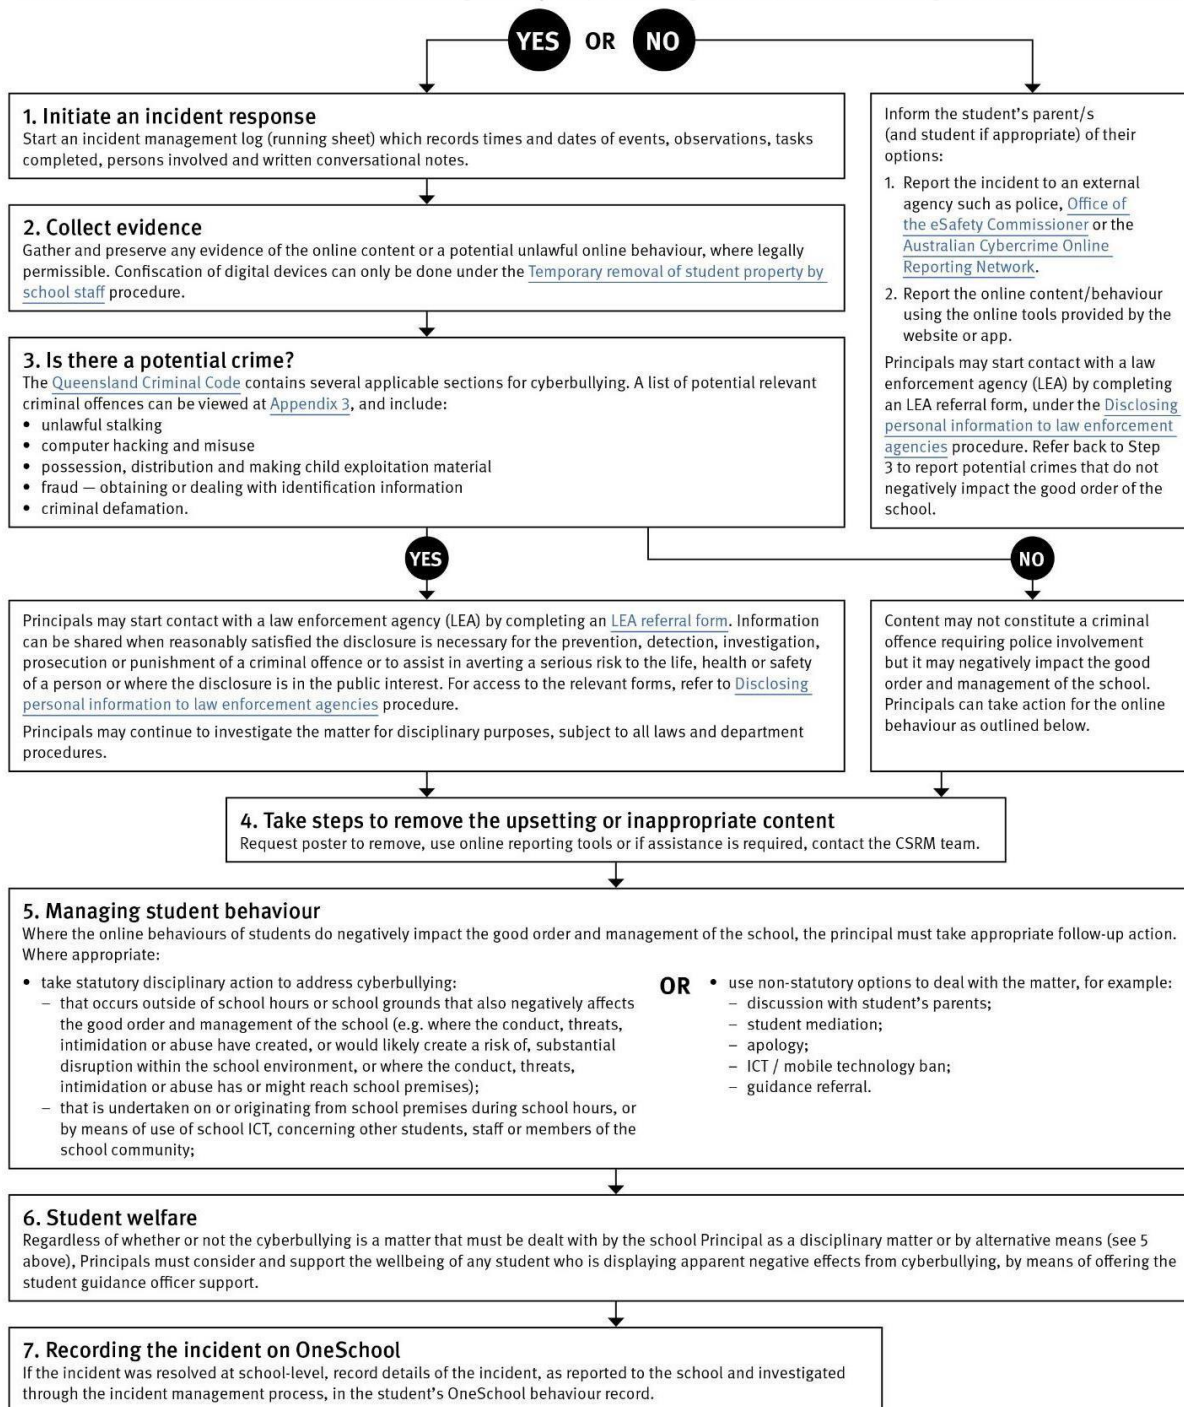 YES OR NO
1. Initiate an incident response
Start an incident management log (running sheet) which records times and dates of events, observations, tasks
completed, persons involved and written conversational notes.
Inform the student's parent/s
(and student if appropriate) of their
options:
1. Report the incident to an external
agency such as police, Office of
the eSafety Commissioner or the
Australian Cybercrime Online
Reporting Network.
2. Report the online content/behaviour
using the online tools provided by the
website or app.
Principals may start contact with a law
enforcement agency (LEA) by completing
an LEA referral form, under the Disclosing
personal information to law enforcement
agencies procedure. Refer back to Step
3 to report potential crimes that do not
negatively impact the good order of the
school.
2. Collect evidence
Gather and preserve any evidence of the online content or a potential unlawful online behaviour, where legally
permissible. Confiscation of digital devices can only be done under the Temporary removal of student property by
school staff procedure.
3. Is there a potential crime?
The Queensland Criminal Code contains several applicable sections for cyberbullying. A list of potential relevant
criminal offences can be viewed at Appendix 3, and include:
• unlawful stalking
• computer hacking and misuse
• possession, distribution and making child exploitation material
• fraud — obtaining or dealing with identification information
• criminal defamation.
YES
NO
Principals may start contact with a law enforcement agency (LEA) by completing an LEA referral form. Information
can be shared when reasonably satisfied the disclosure is necessary for the prevention, detection, investigation,
prosecution or punishment of a criminal offence or to assist in averting a serious risk to the life, health or safety
of a person or where the disclosure is in the public interest. For access to the relevant forms, refer to Disclosing
personal information to law enforcement agencies procedure.
Principals may continue to investigate the matter for disciplinary purposes, subject to all laws and department
procedures.
Content may not constitute a criminal
offence requiring police involvement
but it may negatively impact the good
order and management of the school.
Principals can take action for the online
behaviour as outlined below.
4. Take steps to remove the upsetting or inappropriate content
Request poster to remove, use online reporting tools or if assistance is required, contact the CSRM team.
5. Managing student behaviour
Where the online behaviours of students do negatively impact the good order and management of the school, the principal must take appropriate follow-up action.
Where appropriate:
• take statutory disciplinary action to address cyberbullying:
– that occurs outside of school hours or school grounds that also negatively affects
the good order and management of the school (e.g. where the conduct, threats,
intimidation or abuse have created, or would likely create a risk of, substantial
disruption within the school environment, or where the conduct, threats,
intimidation or abuse has or might reach school premises);
– that is undertaken on or originating from school premises during school hours, or
by means of use of school ICT, concerning other students, staff or members of the
school community;
OR
• use non-statutory options to deal with the matter, for example:
– discussion with student's parents;
– student mediation;
– apology;
– ICT / mobile technology ban;
– guidance referral.
6. Student welfare
Regardless of whether or not the cyberbullying is a matter that must be dealt with by the school Principal as a disciplinary matter or by alternative means (see 5
above), Principals must consider and support the wellbeing of any student who is displaying apparent negative effects from cyberbullying, by means of offering the
student guidance officer support.
7. Recording the incident on OneSchool
If the incident was resolved at school-level, record details of the incident, as reported to the school and investigated
through the incident management process, in the student's OneSchool behaviour record.